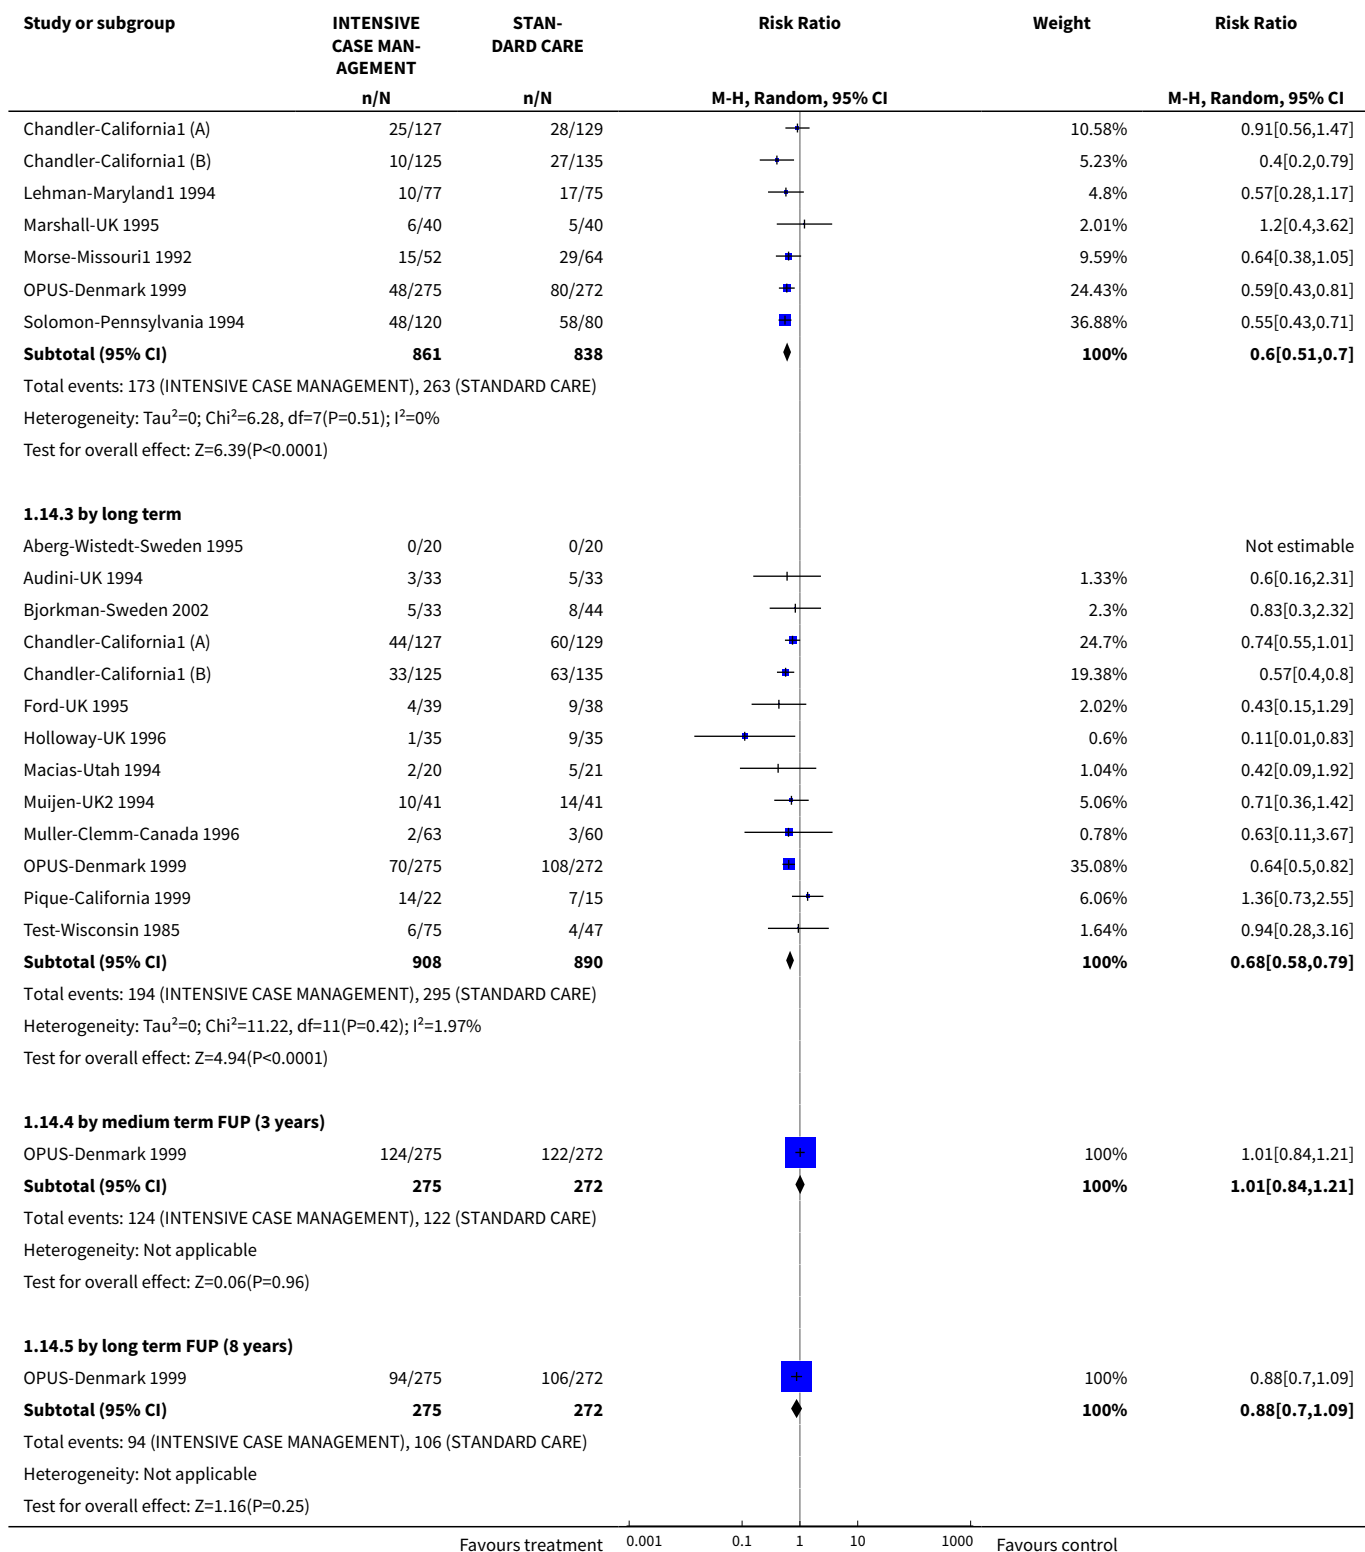 Study or subgroup INTENSIVE CASE MAN-AGEMENT STAN-DARD CARE Risk Ratio Weight Risk Ratio
n/N n/N M-H, Random, 95% CI M-H, Random, 95% CI
Chandler-California1 (A) 25/127 28/129 10.58% 0.91[0.56,1.47]
Chandler-California1 (B) 10/125 27/135 5.23% 0.4[0.2,0.79]
Lehman-Maryland1 1994 10/77 17/75 4.8% 0.57[0.28,1.17]
Marshall-UK 1995 6/40 5/40 2.01% 1.2[0.4,3.62]
Morse-Missouri1 1992 15/52 29/64 9.59% 0.64[0.38,1.05]
OPUS-Denmark 1999 48/275 80/272 24.43% 0.59[0.43,0.81]
Solomon-Pennsylvania 1994 48/120 58/80 36.88% 0.55[0.43,0.71]
Subtotal (95% CI) 861 838 100% 0.6[0.51,0.7]
Total events: 173 (INTENSIVE CASE MANAGEMENT), 263 (STANDARD CARE)
Heterogeneity: Tau²=0; Chi²=6.28, df=7(P=0.51); I²=0%
Test for overall effect: Z=6.39(P<0.0001)
1.14.3 by long term
Aberg-Wistedt-Sweden 1995 0/20 0/20 Not estimable
Audini-UK 1994 3/33 5/33 1.33% 0.6[0.16,2.31]
Bjorkman-Sweden 2002 5/33 8/44 2.3% 0.83[0.3,2.32]
Chandler-California1 (A) 44/127 60/129 24.7% 0.74[0.55,1.01]
Chandler-California1 (B) 33/125 63/135 19.38% 0.57[0.4,0.8]
Ford-UK 1995 4/39 9/38 2.02% 0.43[0.15,1.29]
Holloway-UK 1996 1/35 9/35 0.6% 0.11[0.01,0.83]
Macias-Utah 1994 2/20 5/21 1.04% 0.42[0.09,1.92]
Muijen-UK2 1994 10/41 14/41 5.06% 0.71[0.36,1.42]
Muller-Clemm-Canada 1996 2/63 3/60 0.78% 0.63[0.11,3.67]
OPUS-Denmark 1999 70/275 108/272 35.08% 0.64[0.5,0.82]
Pique-California 1999 14/22 7/15 6.06% 1.36[0.73,2.55]
Test-Wisconsin 1985 6/75 4/47 1.64% 0.94[0.28,3.16]
Subtotal (95% CI) 908 890 100% 0.68[0.58,0.79]
Total events: 194 (INTENSIVE CASE MANAGEMENT), 295 (STANDARD CARE)
Heterogeneity: Tau²=0; Chi²=11.22, df=11(P=0.42); I²=1.97%
Test for overall effect: Z=4.94(P<0.0001)
1.14.4 by medium term FUP (3 years)
OPUS-Denmark 1999 124/275 122/272 100% 1.01[0.84,1.21]
Subtotal (95% CI) 275 272 100% 1.01[0.84,1.21]
Total events: 124 (INTENSIVE CASE MANAGEMENT), 122 (STANDARD CARE)
Heterogeneity: Not applicable
Test for overall effect: Z=0.06(P=0.96)
1.14.5 by long term FUP (8 years)
OPUS-Denmark 1999 94/275 106/272 100% 0.88[0.7,1.09]
Subtotal (95% CI) 275 272 100% 0.88[0.7,1.09]
Total events: 94 (INTENSIVE CASE MANAGEMENT), 106 (STANDARD CARE)
Heterogeneity: Not applicable
Test for overall effect: Z=1.16(P=0.25)
Favours treatment 0.001 0.1 1 10 1000 Favours control